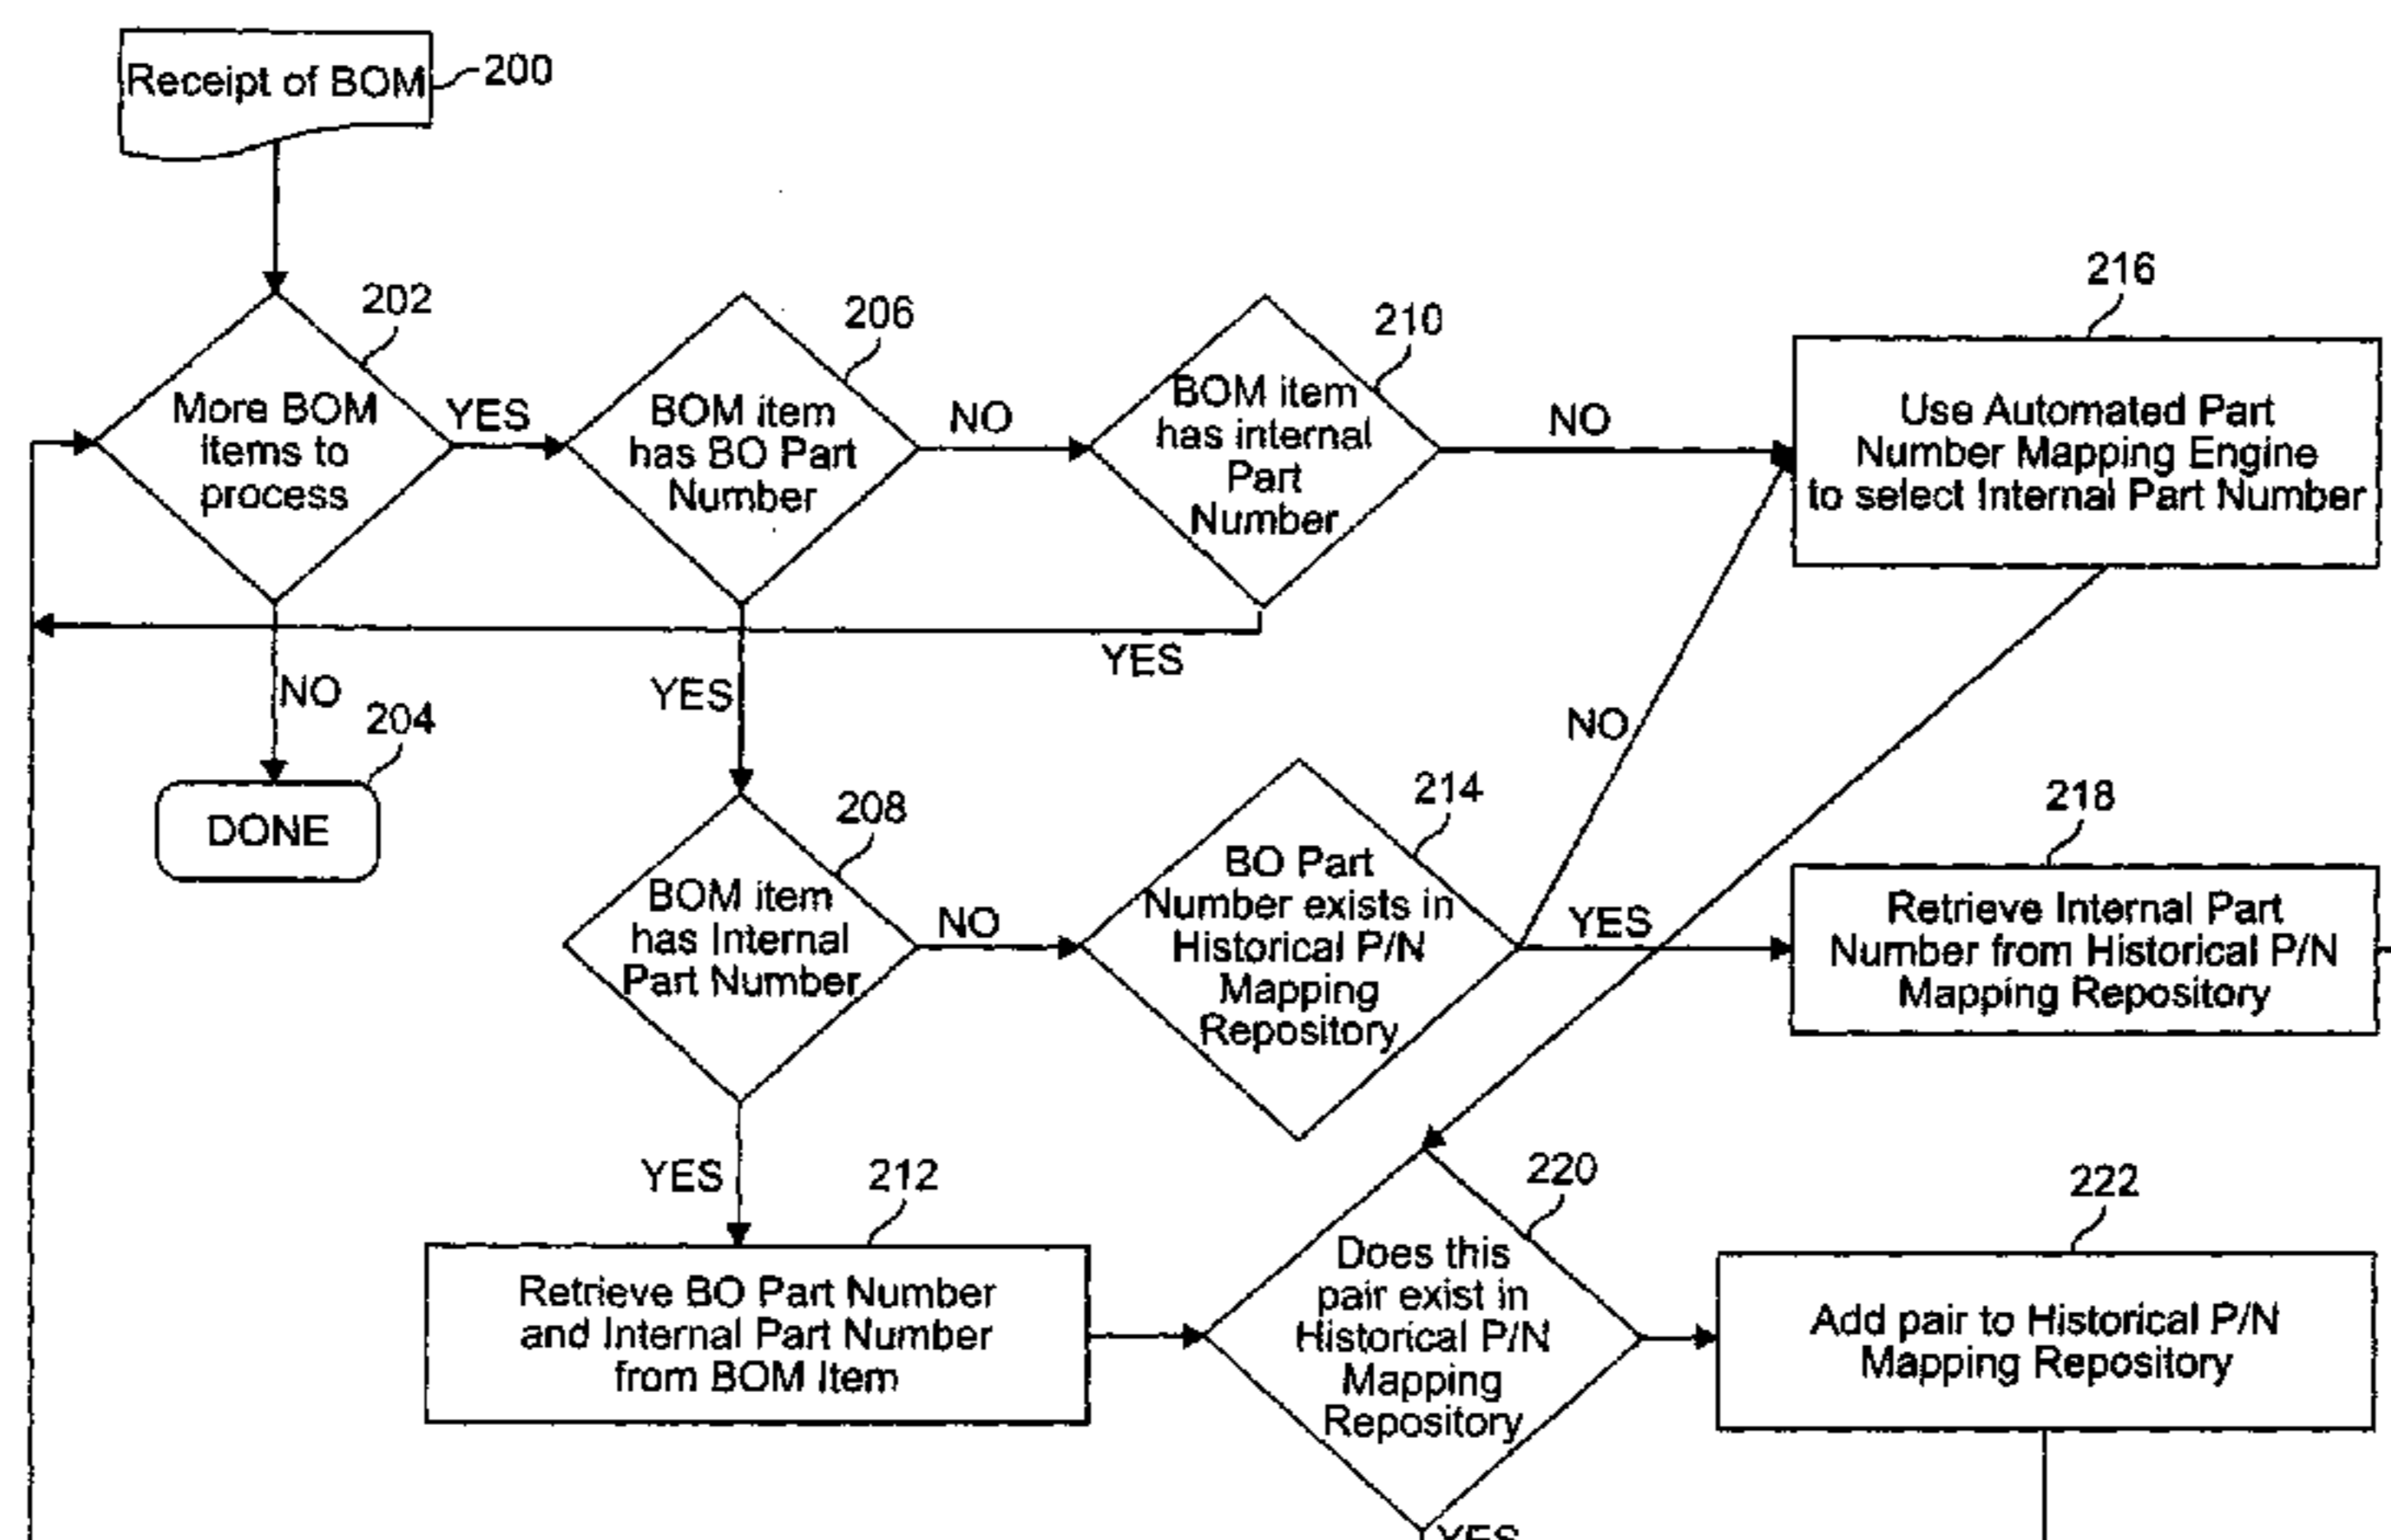 Receipt of BOM
200
202
More BOM
items to
process
YES
206
BOM item
has BO Part
Number
NO
210
BOM item
has internal
Part
Number
NO
216
Use Automated Part
Number Mapping Engine
to select Internal Part Number
YES
NO
204
DONE
YES
208
BOM item
has Internal
Part Number
NO
214
BO Part
Number exists in
Historical P/N
Mapping
Repository
NO
YES
218
Retrieve Internal Part
Number from Historical P/N
Mapping Repository
YES
212
Retrieve BO Part Number
and Internal Part Number
from BOM Item
220
Does this
pair exist in
Historical P/N
Mapping
Repository
222
Add pair to Historical P/N
Mapping Repository
YES